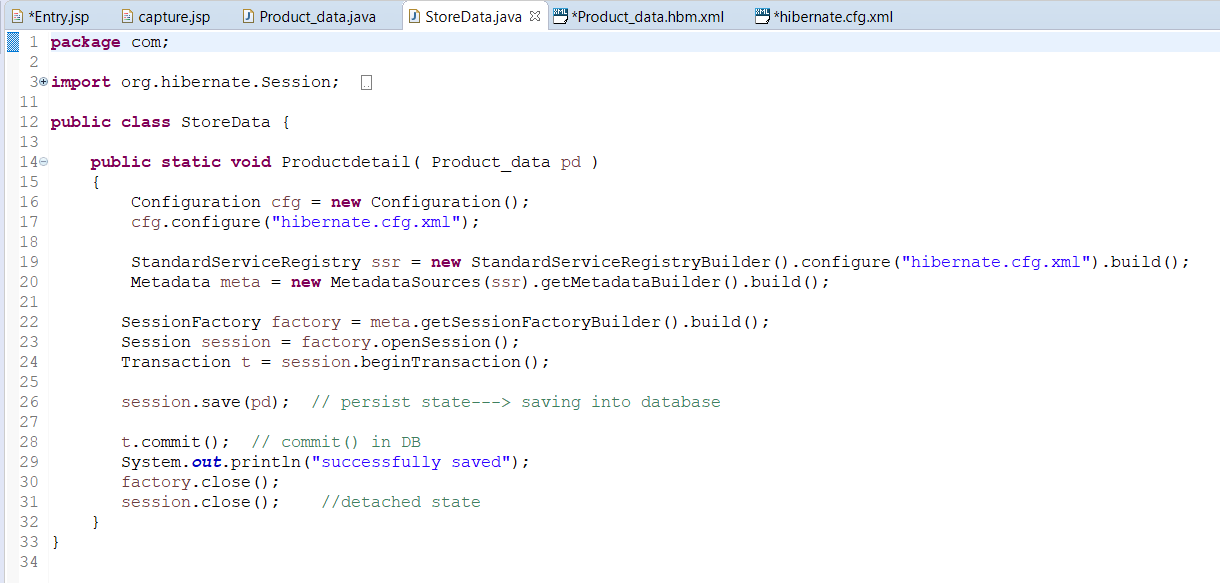 *Entry.jsp capture.jsp Product_data.java StoreData.java *Product_data.hbm.xml *hibernate.cfg.xml
1 package com;
2
3 import org.hibernate.Session;
11
12 public class StoreData {
13
14 public static void Productdetail( Product_data pd )
15 {
16 Configuration cfg = new Configuration();
17 cfg.configure("hibernate.cfg.xml");
18
19 StandardServiceRegistry ssr = new StandardServiceRegistryBuilder().configure("hibernate.cfg.xml").build();
20 Metadata meta = new MetadataSources(ssr).getMetadataBuilder().build();
21
22 SessionFactory factory = meta.getSessionFactoryBuilder().build();
23 Session session = factory.openSession();
24 Transaction t = session.beginTransaction();
25
26 session.save(pd); // persist state---> saving into database
27
28 t.commit(); // commit() in DB
29 System.out.println("successfully saved");
30 factory.close();
31 session.close(); //detached state
32 }
33 }
34